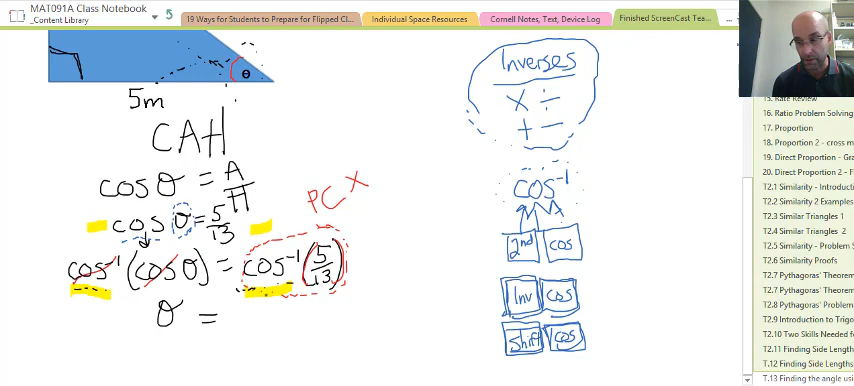 MAT091A Class Notebook
_Content Library
19 Ways for Students to Prepare for Flipped Cl...
Individual Space Resources
Cornell Notes, Text, Device Log
Finished ScreenCast Tea...
θ
5m
CAH
cosθ = A/H
cosθ = 5/13
cos⁻¹(cosθ) = cos⁻¹(5/13)
θ =
PC X
Inverses
× ÷
+ −
cos⁻¹
2nd cos
Inv cos
Shift cos
15. Rate Review
16. Ratio Problem Solving
17. Proportion
18. Proportion 2 - cross m
19. Direct Proportion - Gra
20. Direct Proportion 2 - F
T2.1 Similarity - Introducti
T2.2 Similarity 2 Examples
T2.3 Similar Triangles 1
T2.4 Similar Triangles 2
T2.5 Similarity - Problem S
T2.6 Similarity Proofs
T2.7 Pythagoras' Theorem
T2.7 Pythagoras' Theorem
T2.8 Pythagoras' Problem
T2.9 Introduction to Trigo
T2.10 Two Skills Needed f
T2.11 Finding Side Length
T.12 Finding Side Lengths
T.13 Finding the angle usi